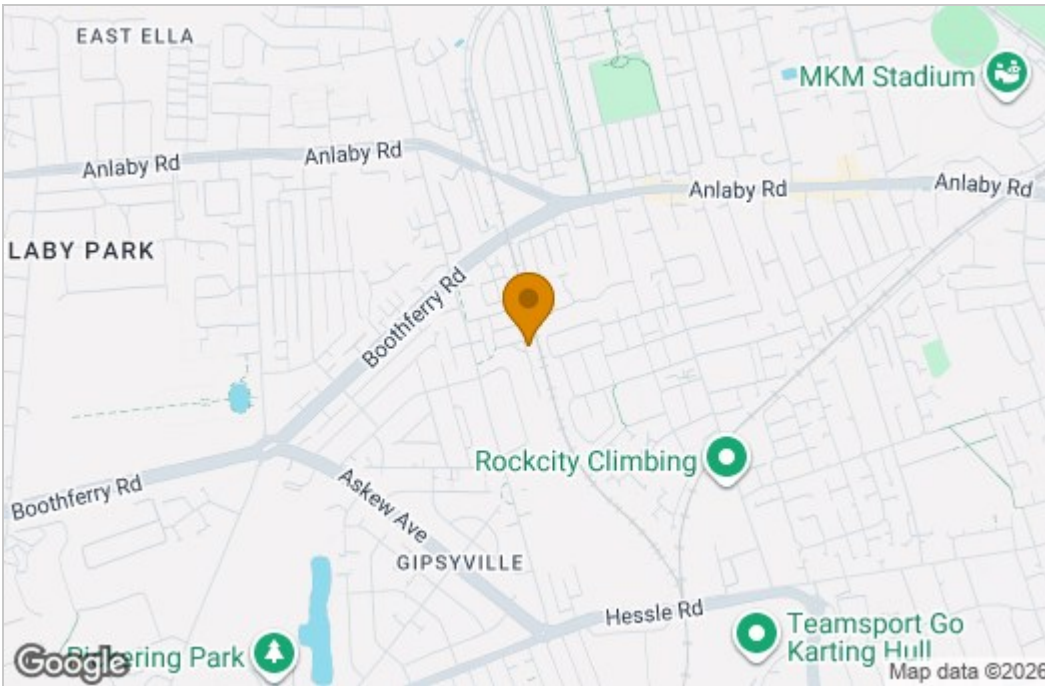 EAST ELLA
MKM Stadium
Anlaby Rd
Anlaby Rd
Anlaby Rd
Anlaby Rd
LABY PARK
Boothferry Rd
Rockcity Climbing
Boothferry Rd
Askew Ave
GIPSYVILLE
Hessle Rd
Teamsport Go
Karting Hull
Pickering Park
Google
Map data ©2026